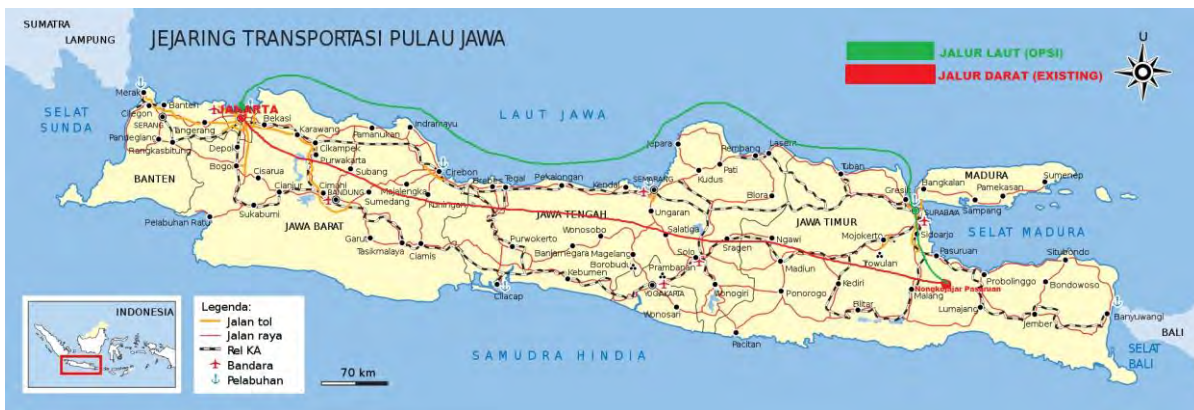 SUMATRA
LAMPUNG
JEJARING TRANSPORTASI PULAU JAWA
JALUR LAUT (OPSI)
JALUR DARAT (EXISTING)
U
SELAT
SUNDA
LAUT JAWA
Merak
Cilegon
Banten
SERANG
Tangerang
Pandeglang
Rangkasbitung
JAKARTA
Bekasi
Karawang
Pamanukan
Indramayu
Depok
Cikampek
Purwakarta
Bogor
Subang
Cisarua
Cianjur
Cimahi
BANDUNG
Majalengka
Sumedang
Cirebon
Kuningan
BANTEN
Sukabumi
Pelabuhan Ratu
JAWA BARAT
Garut
Tasikmalaya
Ciamis
Brebes
Tegal
Pekalongan
Kendal
SEMARANG
Jepara
Kudus
Pati
Rembang
Lasem
Blora
Ungaran
JAWA TENGAH
Wonosobo
Salatiga
Purwokerto
Banjarnegara
Magelang
Borobudur
Prambanan
Solo
Sragen
Kebumen
Cilacap
YOGYAKARTA
Wonosari
Wonogiri
Pacitan
Tuban
Gresik
Bangkalan
MADURA
Pamekasan
Sumenep
Sampang
SURABAYA
JAWA TIMUR
Ngawi
Mojokerto
Sidoarjo
Trowulan
Madiun
Ponorogo
Kediri
Blitar
Malang
Pasuruan
SELAT MADURA
Nongkojajar Pasuruan
Probolinggo
Situbondo
Bondowoso
Lumajang
Jember
Banyuwangi
BALI
SELAT
BALI
SAMUDRA HINDIA
INDONESIA
Legenda:
Jalan tol
Jalan raya
Rel KA
Bandara
Pelabuhan
70 km